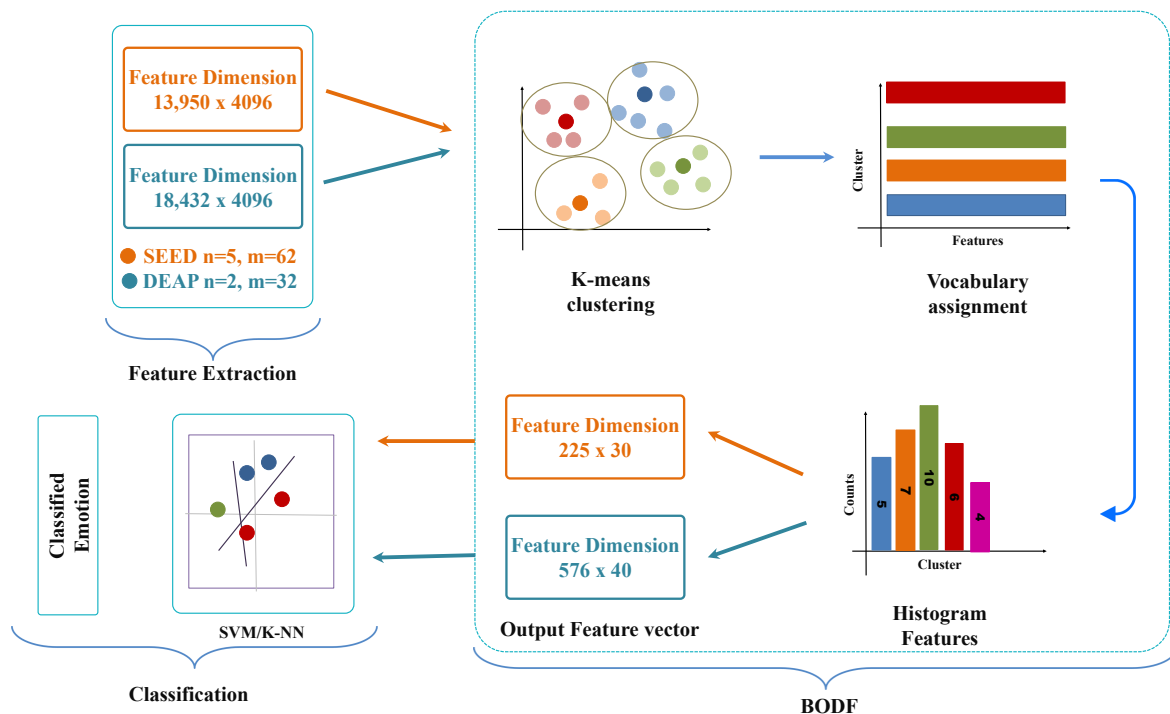 Feature Dimension
13,950 x 4096
Feature Dimension
18,432 x 4096
SEED n=5, m=62
DEAP n=2, m=32
Feature Extraction
K-means
clustering
Cluster
Features
Vocabulary
assignment
Classified
Emotion
SVM/K-NN
Classification
Feature Dimension
225 x 30
Feature Dimension
576 x 40
Output Feature vector
Counts
5
7
10
6
4
Cluster
Histogram
Features
BODF